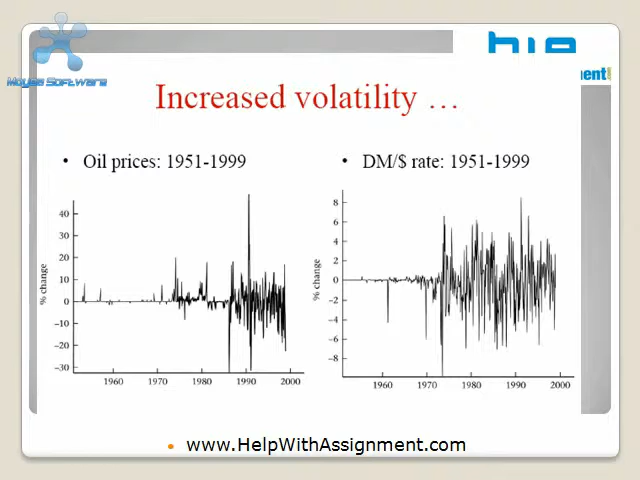 Moyea Software
ment!
Increased volatility …
• Oil prices: 1951-1999
• DM/$ rate: 1951-1999
% change
40
30
20
10
0
−10
−20
−30
1960 1970 1980 1990 2000
% change
8
6
4
2
0
−2
−4
−6
−8
1960 1970 1980 1990 2000
• www.HelpWithAssignment.com